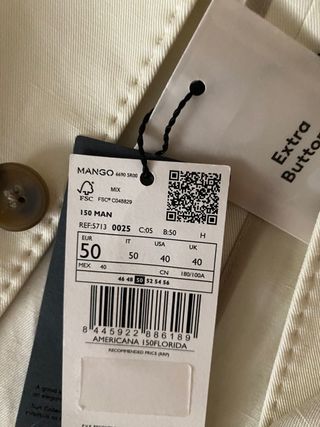 Extra
Button
MANGO 6690 SR00
FSC
MIX
FSC® C048829
150 MAN
REF:5713 0025 C:05 B:50 H
EUR IT USA UK
50 50 40 40
MEX 40 CN 180/100A
46 48 50 52 54 56
8 445922 886189
AMERICANA 150FLORIDA
RECOMMENDED PRICE (RRP)